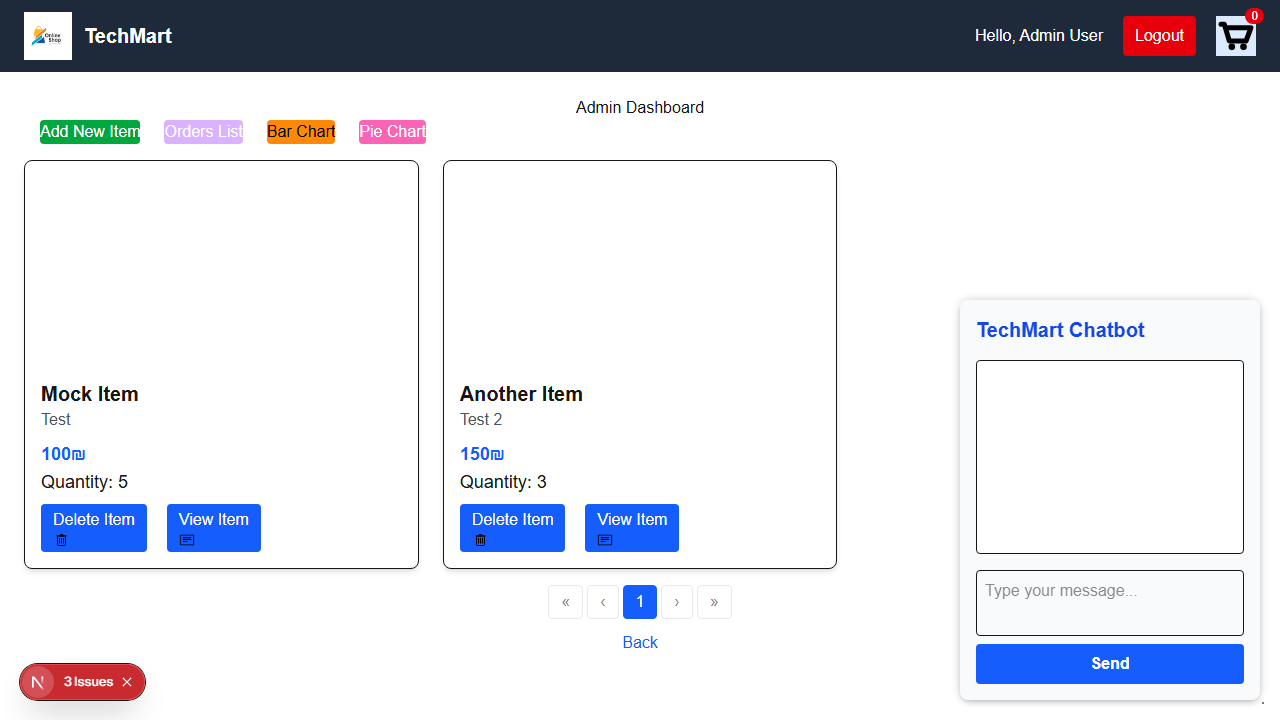 Online
Shop
TechMart
Hello, Admin User
Logout
0
Admin Dashboard
Add New Item
Orders List
Bar Chart
Pie Chart
Mock Item
Test
100₪
Quantity: 5
Delete Item
View Item
Another Item
Test 2
150₪
Quantity: 3
Delete Item
View Item
« ‹ 1 › »
Back
TechMart Chatbot
Type your message...
Send
.
N
3 Issues